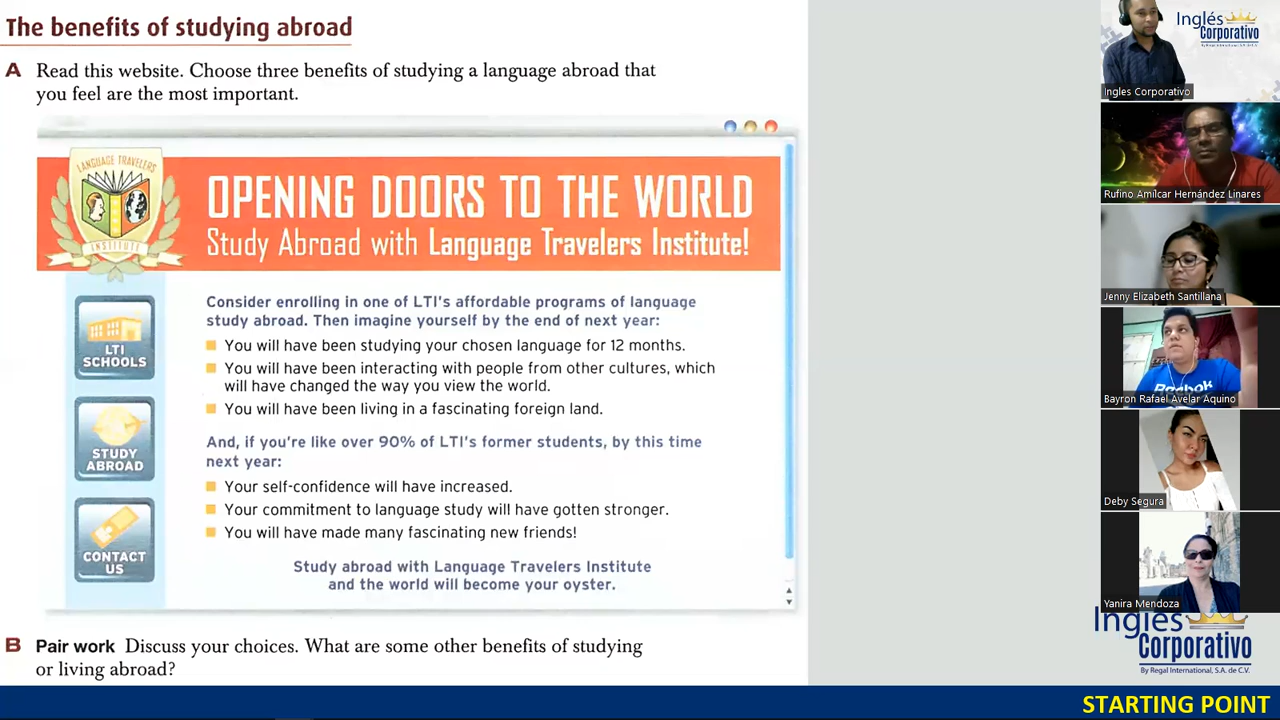 The benefits of studying abroad
A Read this website. Choose three benefits of studying a language abroad that
you feel are the most important.
LANGUAGE TRAVELERS
INSTITUTE
OPENING DOORS TO THE WORLD
Study Abroad with Language Travelers Institute!
LTI
SCHOOLS
STUDY
ABROAD
CONTACT
US
Consider enrolling in one of LTI's affordable programs of language
study abroad. Then imagine yourself by the end of next year:
You will have been studying your chosen language for 12 months.
You will have been interacting with people from other cultures, which
will have changed the way you view the world.
You will have been living in a fascinating foreign land.
And, if you're like over 90% of LTI's former students, by this time
next year:
Your self-confidence will have increased.
Your commitment to language study will have gotten stronger.
You will have made many fascinating new friends!
Study abroad with Language Travelers Institute
and the world will become your oyster.
B Pair work Discuss your choices. What are some other benefits of studying
or living abroad?
Inglés
Corporativo
By Regal International, S.A. de C.V.
Ingles Corporativo
Rufino Amílcar Hernández Linares
Jenny Elizabeth Santillana
Reebok
Bayron Rafael Avelar Aquino
Deby Segura
Yanira Mendoza
Inglés
Corporativo
By Regal International, S.A. de C.V.
STARTING POINT